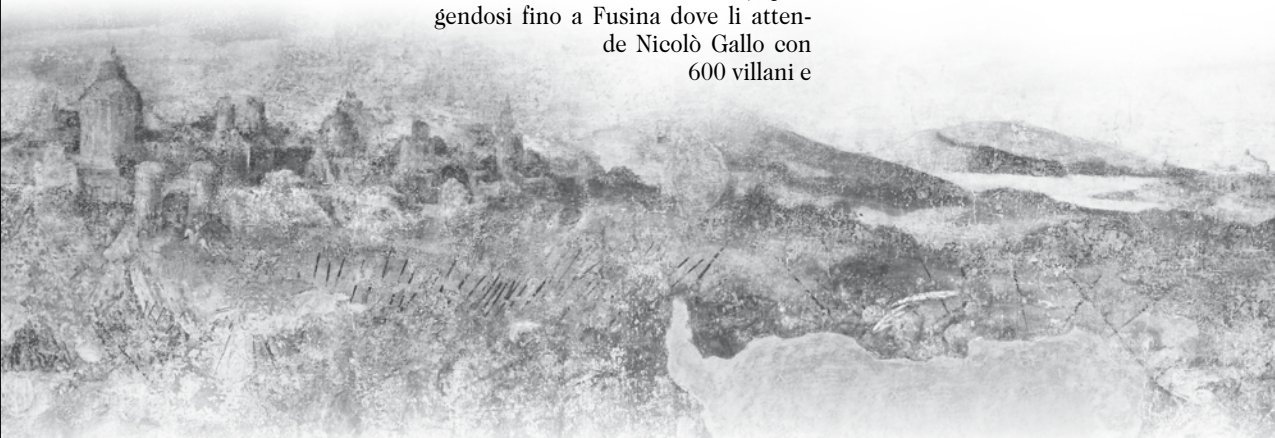 gendosi fino a Fusina dove li atten-
de Nicolò Gallo con
600 villani e